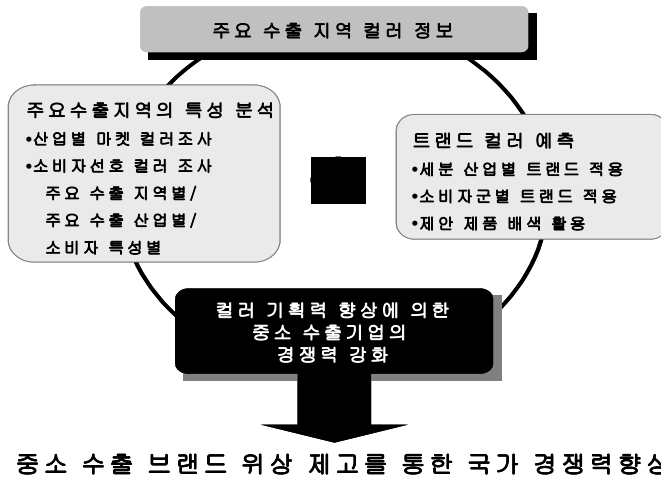 주요 수출 지역 컬러 정보
주요수출지역의 특성 분석
•산업별 마켓 컬러조사
•소비자선호 컬러 조사
주요 수출 지역별/
주요 수출 산업별/
소비자 특성별
트랜드 컬러 예측
•세분 산업별 트랜드 적용
•소비자군별 트랜드 적용
•제안 제품 배색 활용
컬러 기획력 향상에 의한
중소 수출기업의
경쟁력 강화
중소 수출 브랜드 위상 제고를 통한 국가 경쟁력향상